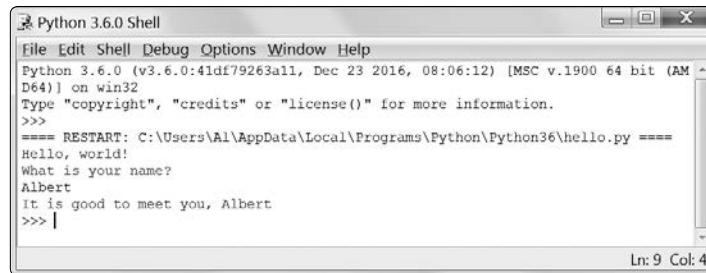 Python 3.6.0 Shell
File Edit Shell Debug Options Window Help
Python 3.6.0 (v3.6.0:41df79263a11, Dec 23 2016, 08:06:12) [MSC v.1900 64 bit (AM
D64)] on win32
Type "copyright", "credits" or "license()" for more information.
>>>
==== RESTART: C:\Users\Al\AppData\Local\Programs\Python\Python36\hello.py ====
Hello, world!
What is your name?
Albert
It is good to meet you, Albert
>>>
Ln: 9 Col: 4